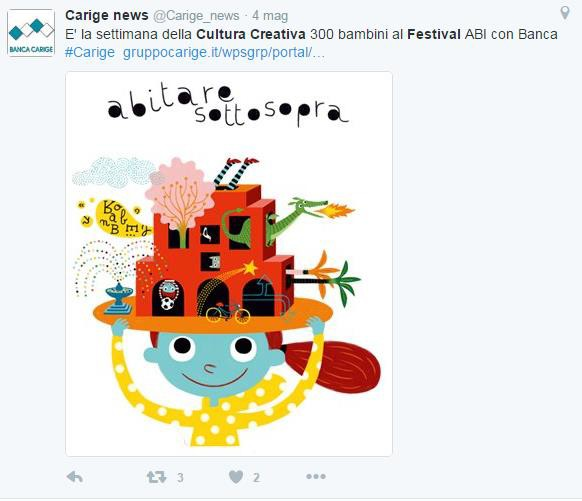 Carige news @Carige_news · 4 mag
BANCA CARIGE
E' la settimana della Cultura Creativa 300 bambini al Festival ABI con Banca
#Carige gruppocarige.it/wpsgrp/portal/…
abitare
sottosopra
3
2